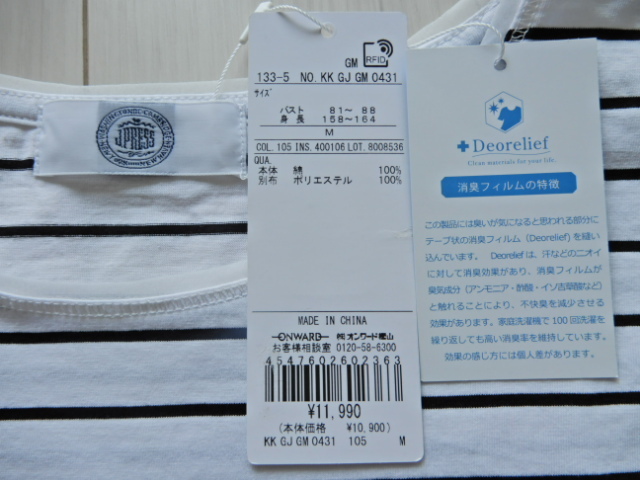 J.PRESS
GM
RFID
133-5 NO. KK GJ GM 0431
サイズ
バスト 81～ 88
身長 158～164
M
COL. 105 INS. 400106 LOT. 8008536
QUA.
本体 綿 100%
別布 ポリエステル 100%
MADE IN CHINA
ONWARD ㈱オンワード樫山
お客様相談室 0120-58-6300
4547602602363
¥11,990
(本体価格 ¥10,900)
KK GJ GM 0431 105 M
Deorelief
Clean materials for your life.
消臭フィルムの特徴
この製品には臭いが気になると思われる部分に
テープ状の消臭フィルム（Deorelief)を縫い
込んでいます。 Deoreliefは、汗などのニオイ
に対して消臭効果があり、消臭フィルムが
臭気成分（アンモニア・酢酸・イソ吉草酸など）
と触れることにより、不快臭を減少させる
効果があります。家庭洗濯機で100回洗濯を
繰り返しても高い消臭率を維持しています。
効果の感じ方には個人差があります。